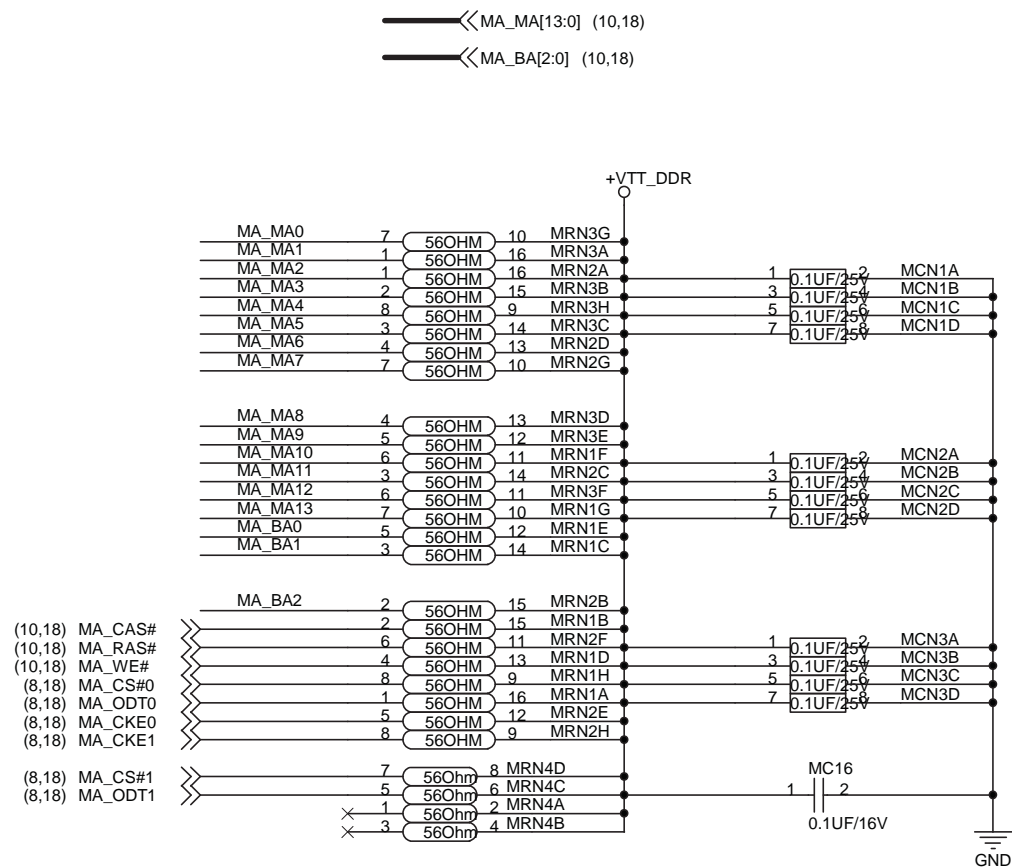 MA_MA[13:0] (10,18)
MA_BA[2:0] (10,18)
+VTT_DDR
MA_MA0 7 56OHM 10 MRN3G
MA_MA1 1 56OHM 16 MRN3A
MA_MA2 1 56OHM 16 MRN2A 1 0.1UF/25V 2 MCN1A
MA_MA3 2 56OHM 15 MRN3B 3 0.1UF/25V 4 MCN1B
MA_MA4 8 56OHM 9 MRN3H 5 0.1UF/25V 6 MCN1C
MA_MA5 3 56OHM 14 MRN3C 7 0.1UF/25V 8 MCN1D
MA_MA6 4 56OHM 13 MRN2D
MA_MA7 7 56OHM 10 MRN2G
MA_MA8 4 56OHM 13 MRN3D
MA_MA9 5 56OHM 12 MRN3E
MA_MA10 6 56OHM 11 MRN1F 1 0.1UF/25V 2 MCN2A
MA_MA11 3 56OHM 14 MRN2C 3 0.1UF/25V 4 MCN2B
MA_MA12 6 56OHM 11 MRN3F 5 0.1UF/25V 6 MCN2C
MA_MA13 7 56OHM 10 MRN1G 7 0.1UF/25V 8 MCN2D
MA_BA0 5 56OHM 12 MRN1E
MA_BA1 3 56OHM 14 MRN1C
MA_BA2 2 56OHM 15 MRN2B
(10,18) MA_CAS# 2 56OHM 15 MRN1B
(10,18) MA_RAS# 6 56OHM 11 MRN2F 1 0.1UF/25V 2 MCN3A
(10,18) MA_WE# 4 56OHM 13 MRN1D 3 0.1UF/25V 4 MCN3B
(8,18) MA_CS#0 8 56OHM 9 MRN1H 5 0.1UF/25V 6 MCN3C
(8,18) MA_ODT0 1 56OHM 16 MRN1A 7 0.1UF/25V 8 MCN3D
(8,18) MA_CKE0 5 56OHM 12 MRN2E
(8,18) MA_CKE1 8 56OHM 9 MRN2H
(8,18) MA_CS#1 7 56Ohm 8 MRN4D
MC16
(8,18) MA_ODT1 5 56Ohm 6 MRN4C 1 2
1 56Ohm 2 MRN4A
0.1UF/16V
3 56Ohm 4 MRN4B
GND